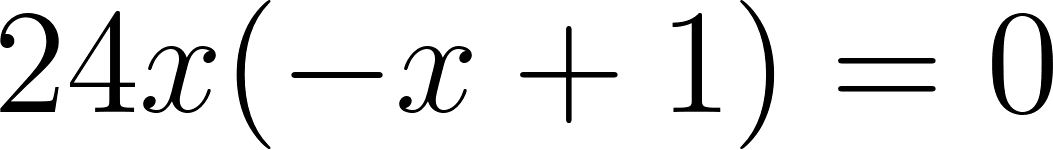 24x(−x + 1) = 0